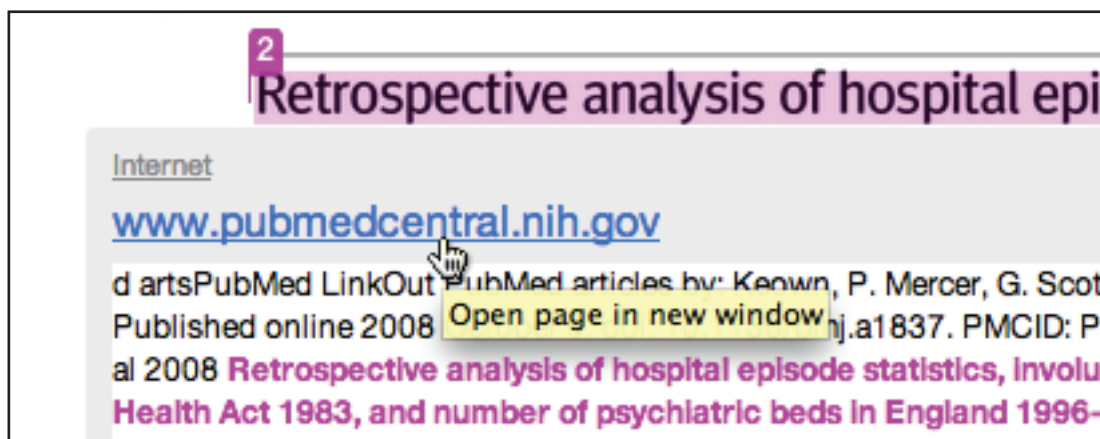 2
Retrospective analysis of hospital epi
Internet
www.pubmedcentral.nih.gov
d artsPubMed LinkOut PubMed articles by: Keown, P. Mercer, G. Scot
Open page in new window
Published online 2008 nj.a1837. PMCID: P
al 2008 Retrospective analysis of hospital episode statistics, involu
Health Act 1983, and number of psychiatric beds in England 1996-